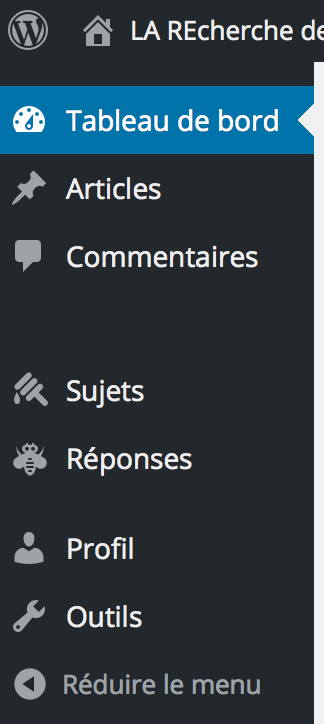 LA REcherche de
Tableau de bord
Articles
Commentaires
Sujets
Réponses
Profil
Outils
Réduire le menu